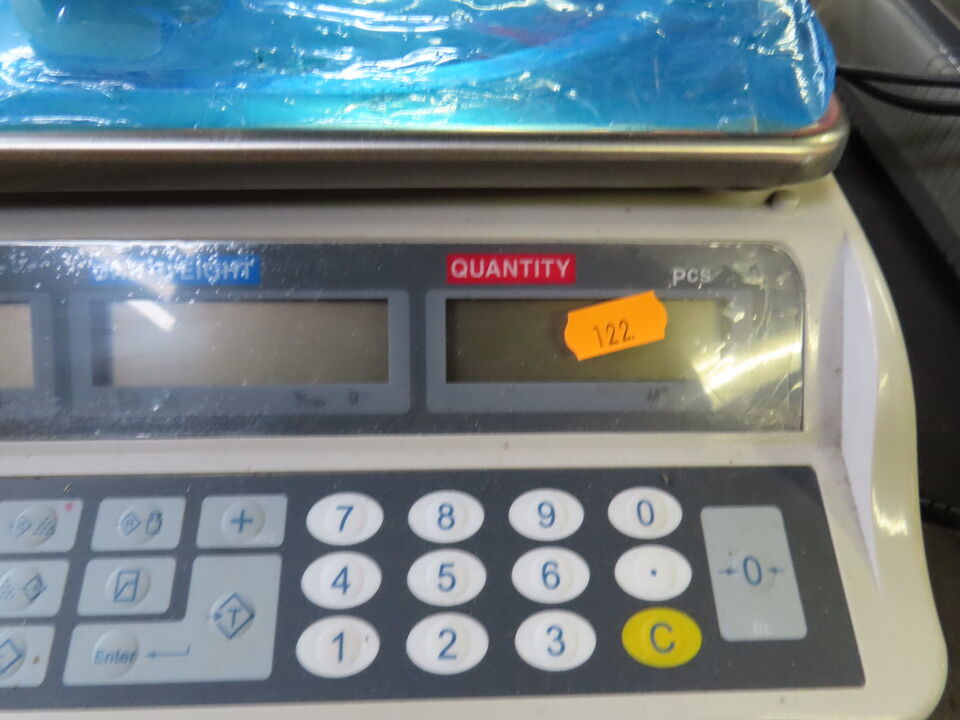 QUANTITY
pcs
122.
g
7
8
9
0
+
4
5
6
.
→0←
T
Enter
1
2
3
C